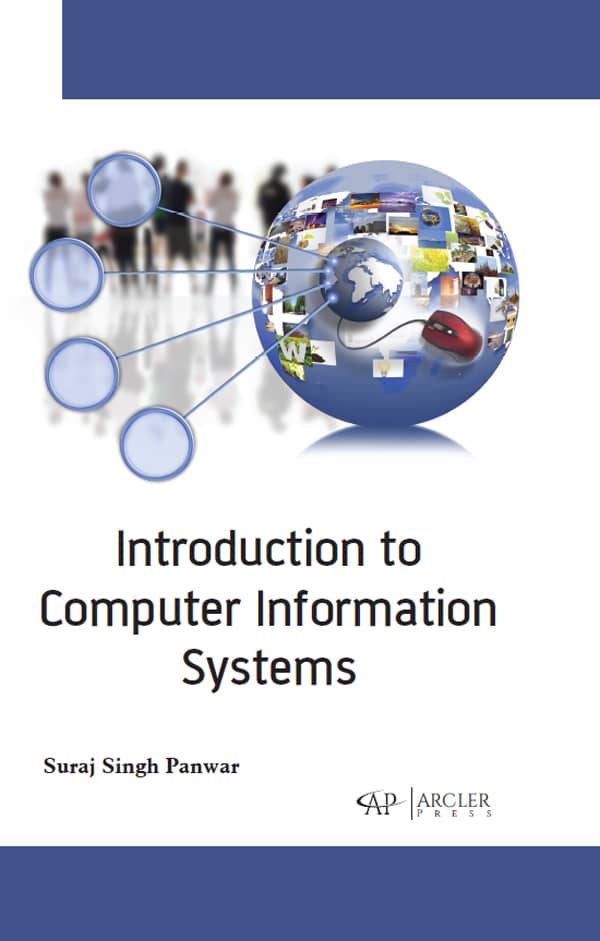 W
Introduction to
Computer Information
Systems
Suraj Singh Panwar
AP
ARCLER
PRESS